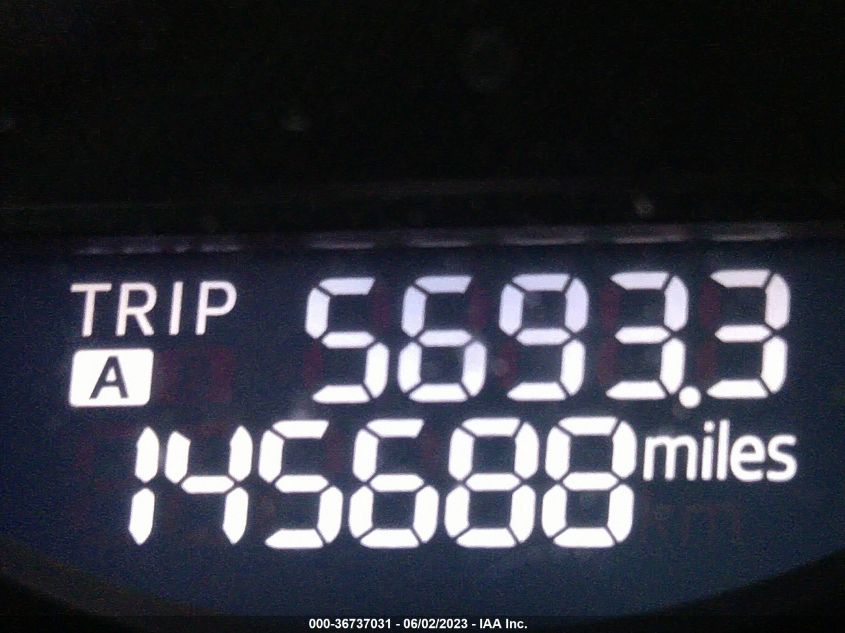 TRIP 5693.3
A
145688 miles
000-36737031 - 06/02/2023 - IAA Inc.